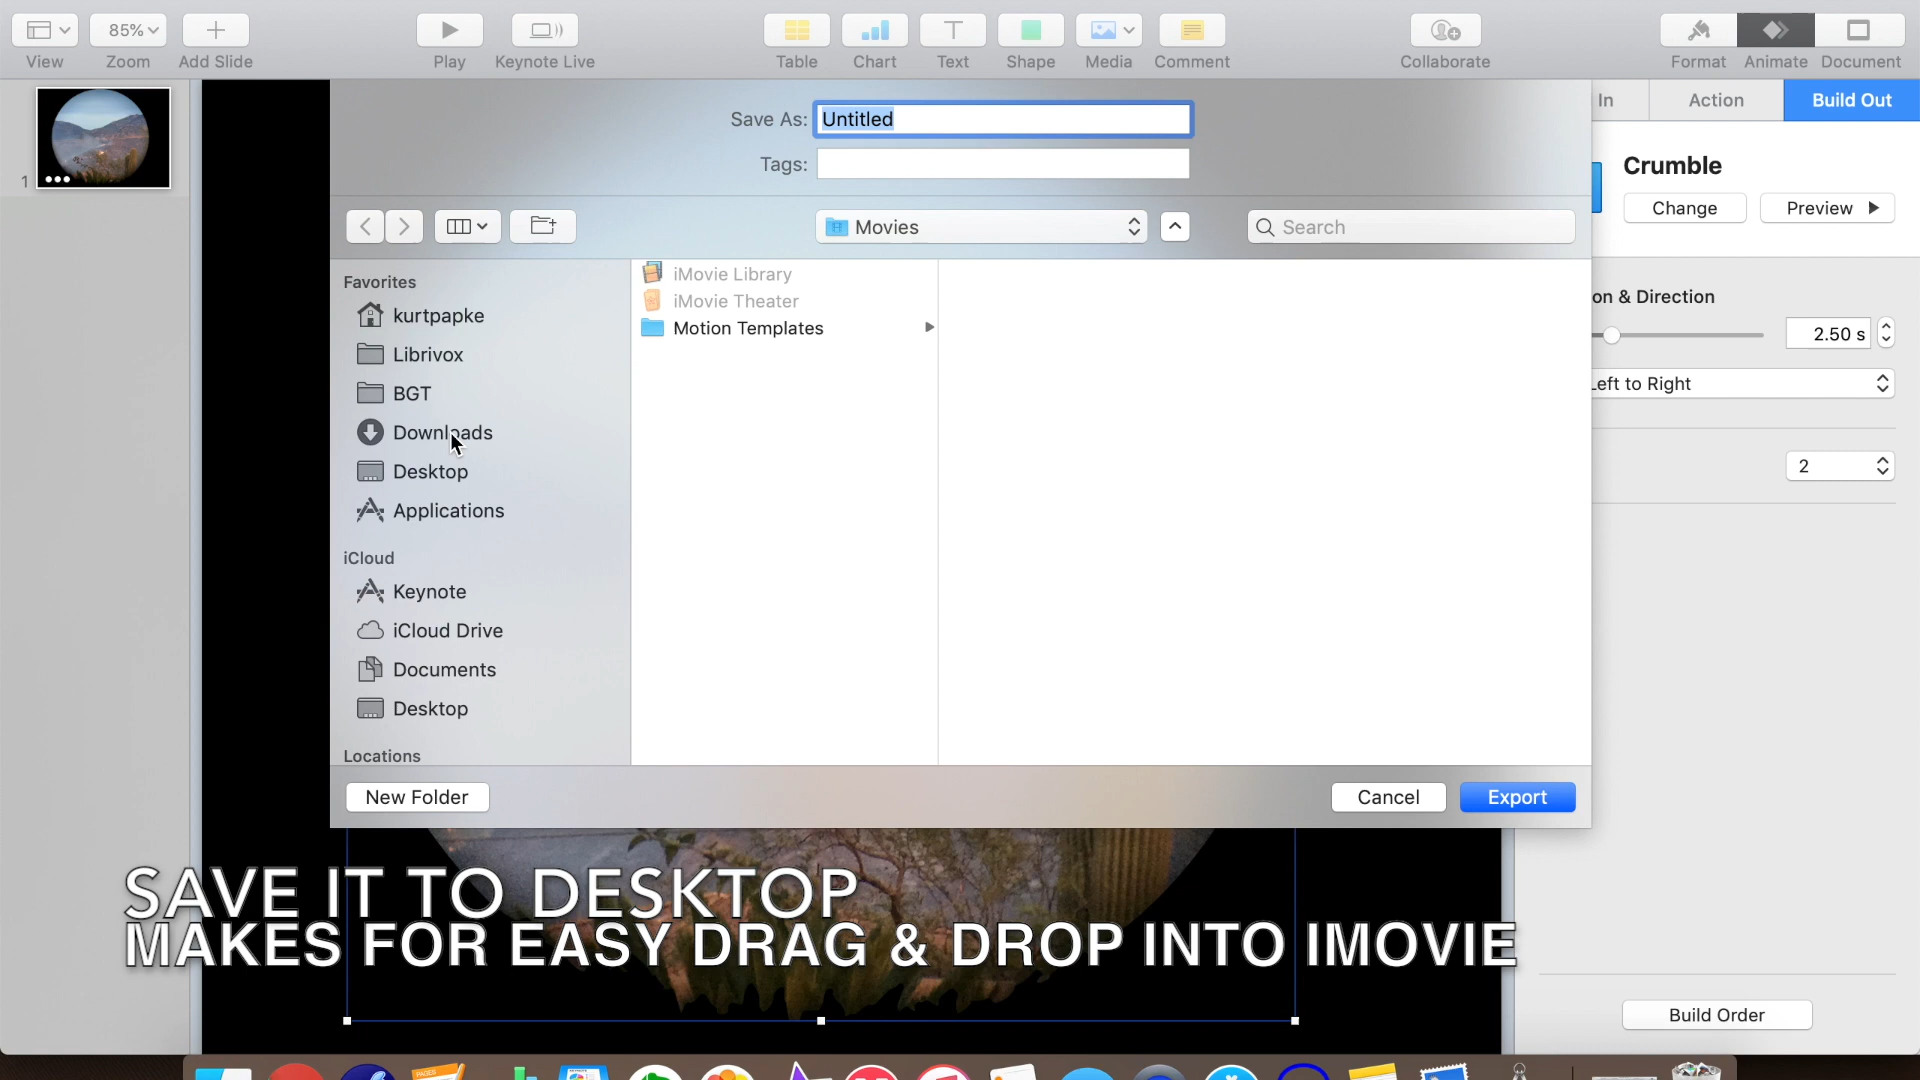 85%
View
Zoom
Add Slide
Play
Keynote Live
Table
Chart
Text
Shape
Media
Comment
Collaborate
Format
Animate
Document
1
Save As: Untitled
Tags:
Movies
Search
Favorites
kurtpapke
Librivox
BGT
Downloads
Desktop
Applications
iCloud
Keynote
iCloud Drive
Documents
Desktop
Locations
iMovie Library
iMovie Theater
Motion Templates
New Folder
Cancel
Export
In
Action
Build Out
Crumble
Change
Preview
on & Direction
2.50 s
Left to Right
2
Build Order
SAVE IT TO DESKTOP
MAKES FOR EASY DRAG & DROP INTO IMOVIE
PAGES